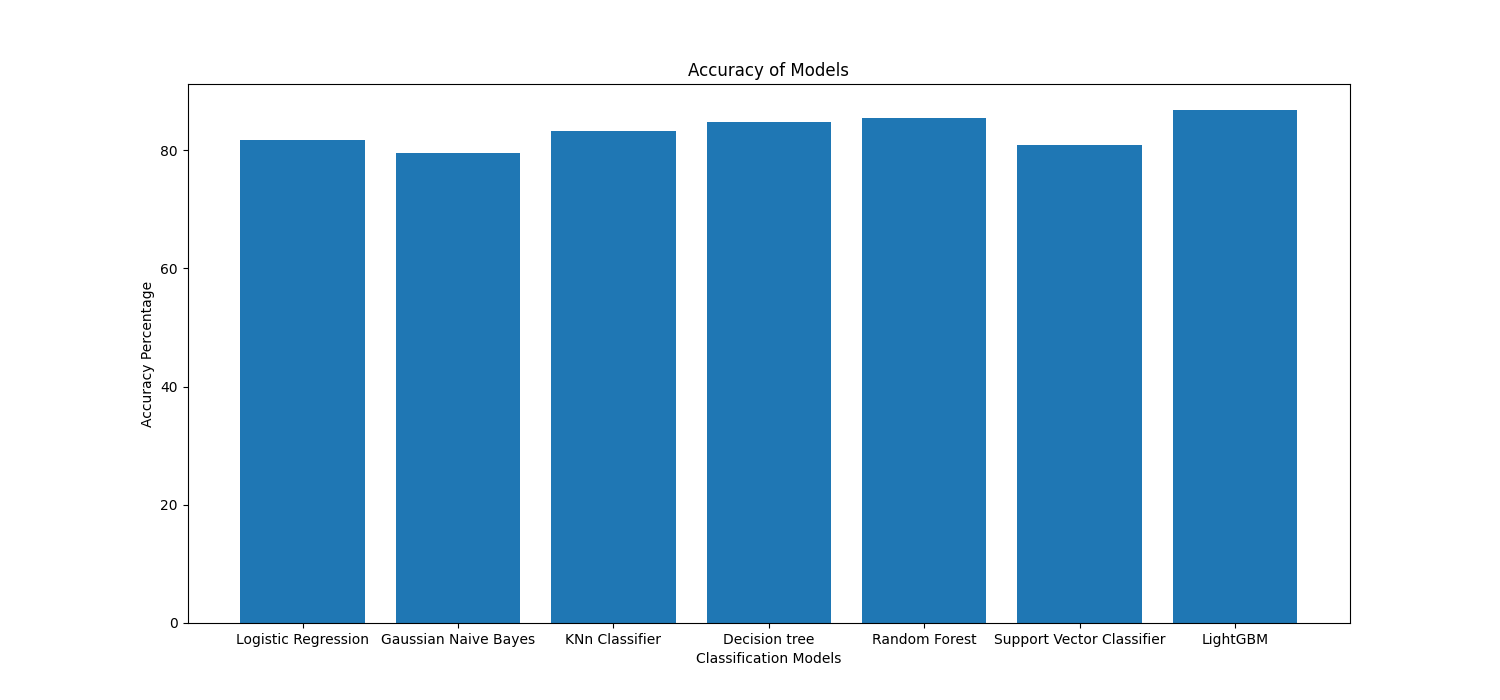 Accuracy of Models
Accuracy Percentage
80
60
40
20
0
Logistic Regression Gaussian Naive Bayes KNn Classifier Decision tree Random Forest Support Vector Classifier LightGBM
Classification Models